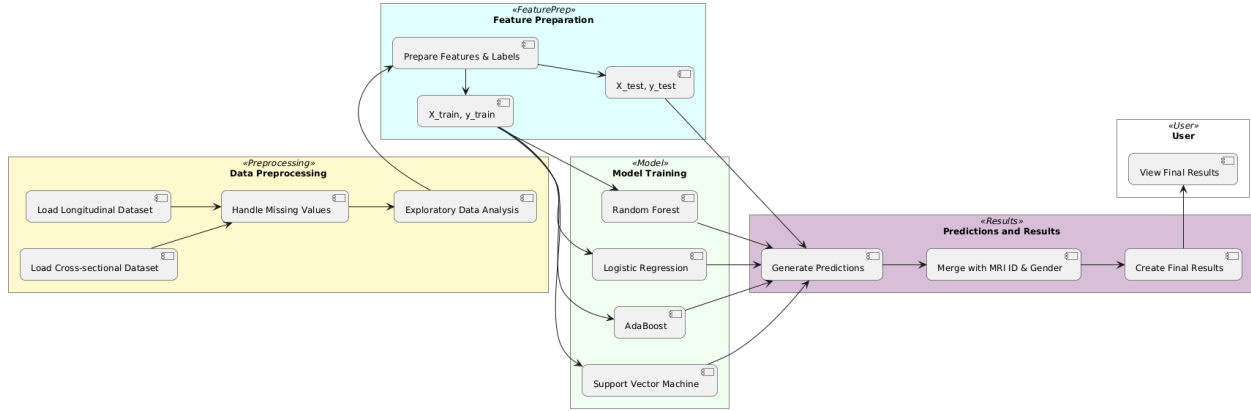 «FeaturePrep»
Feature Preparation
Prepare Features & Labels
X_test, y_test
X_train, y_train
«Preprocessing»
Data Preprocessing
Load Longitudinal Dataset
Handle Missing Values
Exploratory Data Analysis
Load Cross-sectional Dataset
«Model»
Model Training
Random Forest
Logistic Regression
AdaBoost
Support Vector Machine
«User»
User
View Final Results
«Results»
Predictions and Results
Generate Predictions
Merge with MRI ID & Gender
Create Final Results